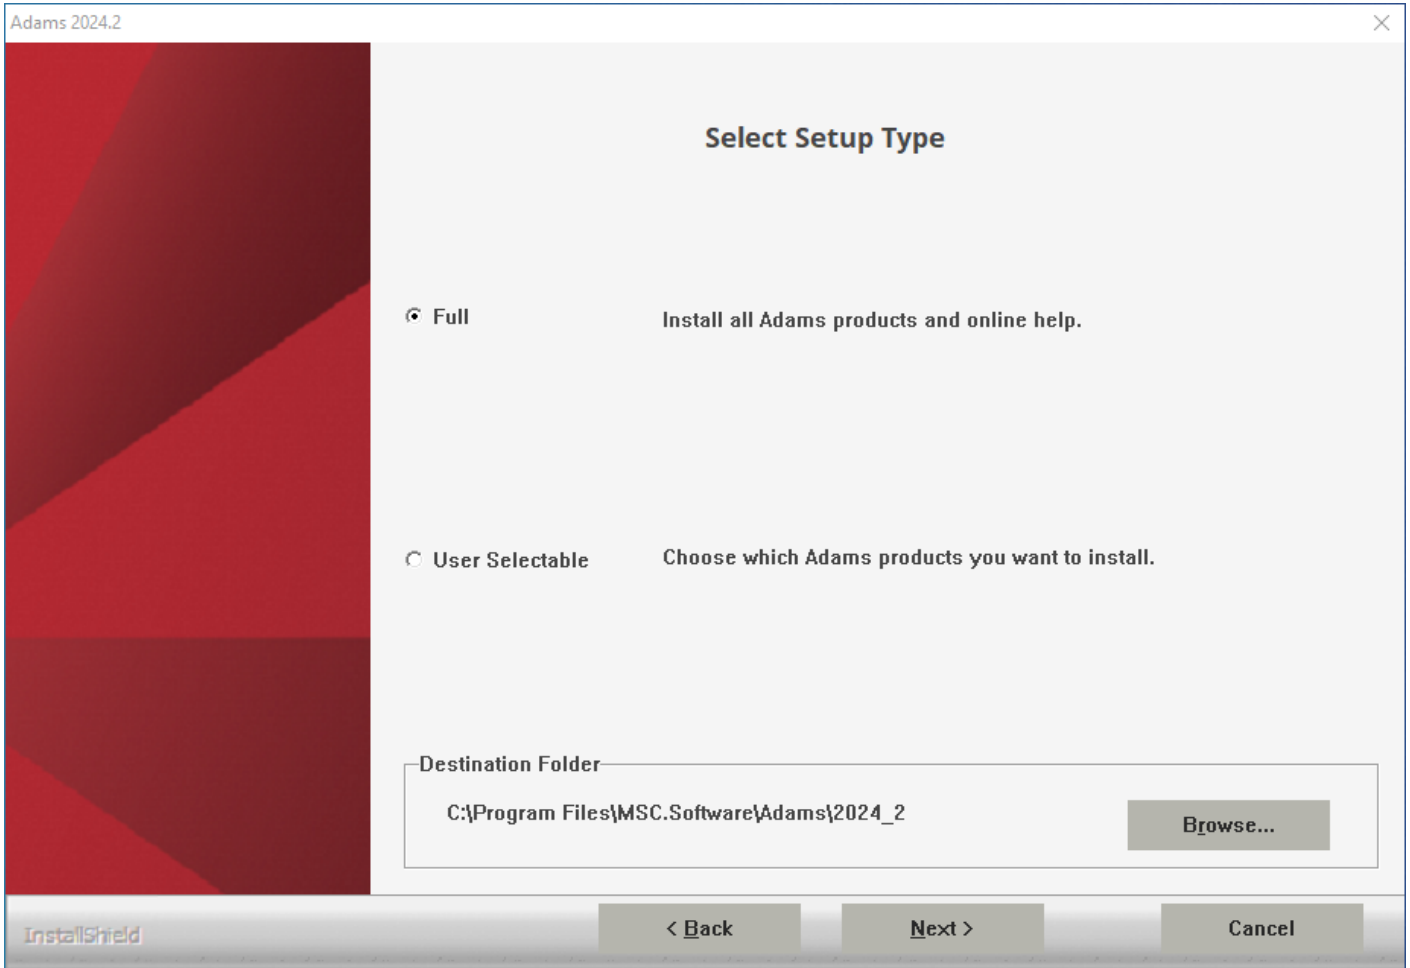 Adams 2024.2
Select Setup Type
Full
Install all Adams products and online help.
User Selectable
Choose which Adams products you want to install.
Destination Folder
C:\Program Files\MSC.Software\Adams\2024_2
Browse...
InstallShield
< Back
Next >
Cancel